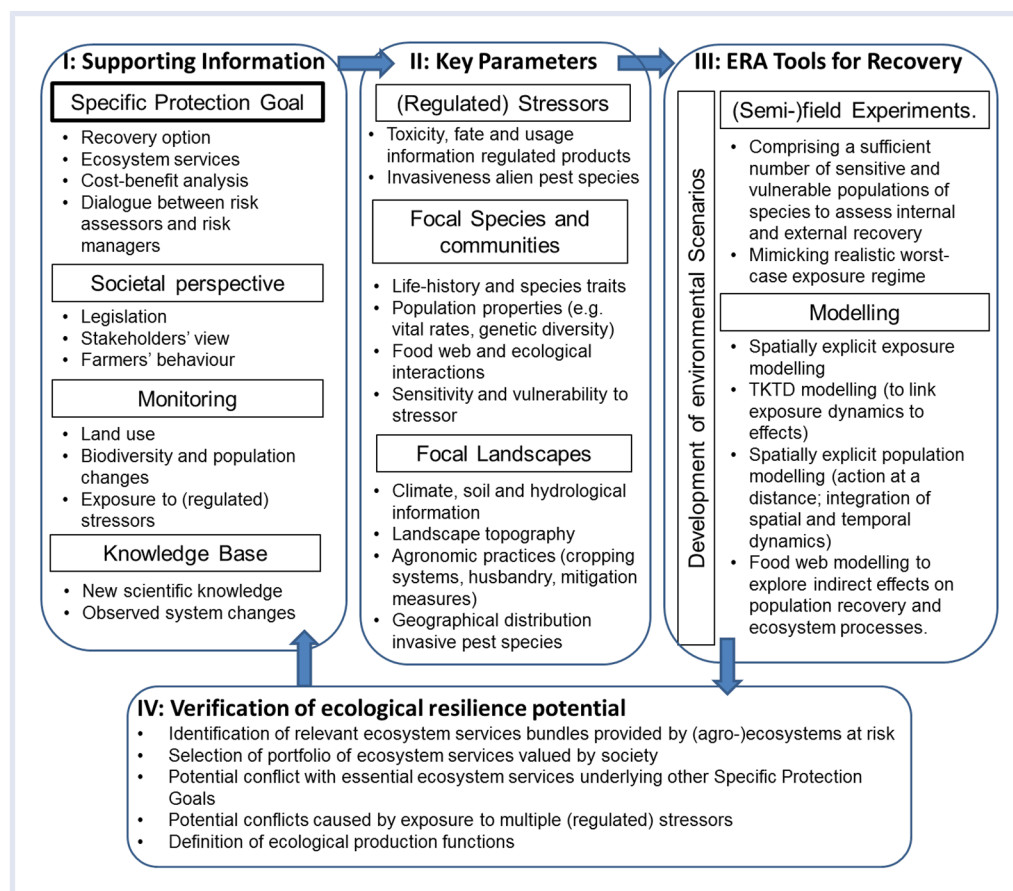 I: Supporting Information
Specific Protection Goal
• Recovery option
• Ecosystem services
• Cost-benefit analysis
• Dialogue between risk
assessors and risk
managers
Societal perspective
• Legislation
• Stakeholders' view
• Farmers' behaviour
Monitoring
• Land use
• Biodiversity and population
changes
• Exposure to (regulated)
stressors
Knowledge Base
• New scientific knowledge
• Observed system changes
II: Key Parameters
(Regulated) Stressors
• Toxicity, fate and usage
information regulated products
• Invasiveness alien pest species
Focal Species and
communities
• Life-history and species traits
• Population properties (e.g.
vital rates, genetic diversity)
• Food web and ecological
interactions
• Sensitivity and vulnerability to
stressor
Focal Landscapes
• Climate, soil and hydrological
information
• Landscape topography
• Agronomic practices (cropping
systems, husbandry, mitigation
measures)
• Geographical distribution
invasive pest species
III: ERA Tools for Recovery
Development of environmental Scenarios
(Semi-)field Experiments.
• Comprising a sufficient
number of sensitive and
vulnerable populations of
species to assess internal
and external recovery
• Mimicking realistic worst-
case exposure regime
Modelling
• Spatially explicit exposure
modelling
• TKTD modelling (to link
exposure dynamics to
effects)
• Spatially explicit population
modelling (action at a
distance; integration of
spatial and temporal
dynamics)
• Food web modelling to
explore indirect effects on
population recovery and
ecosystem processes.
IV: Verification of ecological resilience potential
• Identification of relevant ecosystem services bundles provided by (agro-)ecosystems at risk
• Selection of portfolio of ecosystem services valued by society
• Potential conflict with essential ecosystem services underlying other Specific Protection
Goals
• Potential conflicts caused by exposure to multiple (regulated) stressors
• Definition of ecological production functions